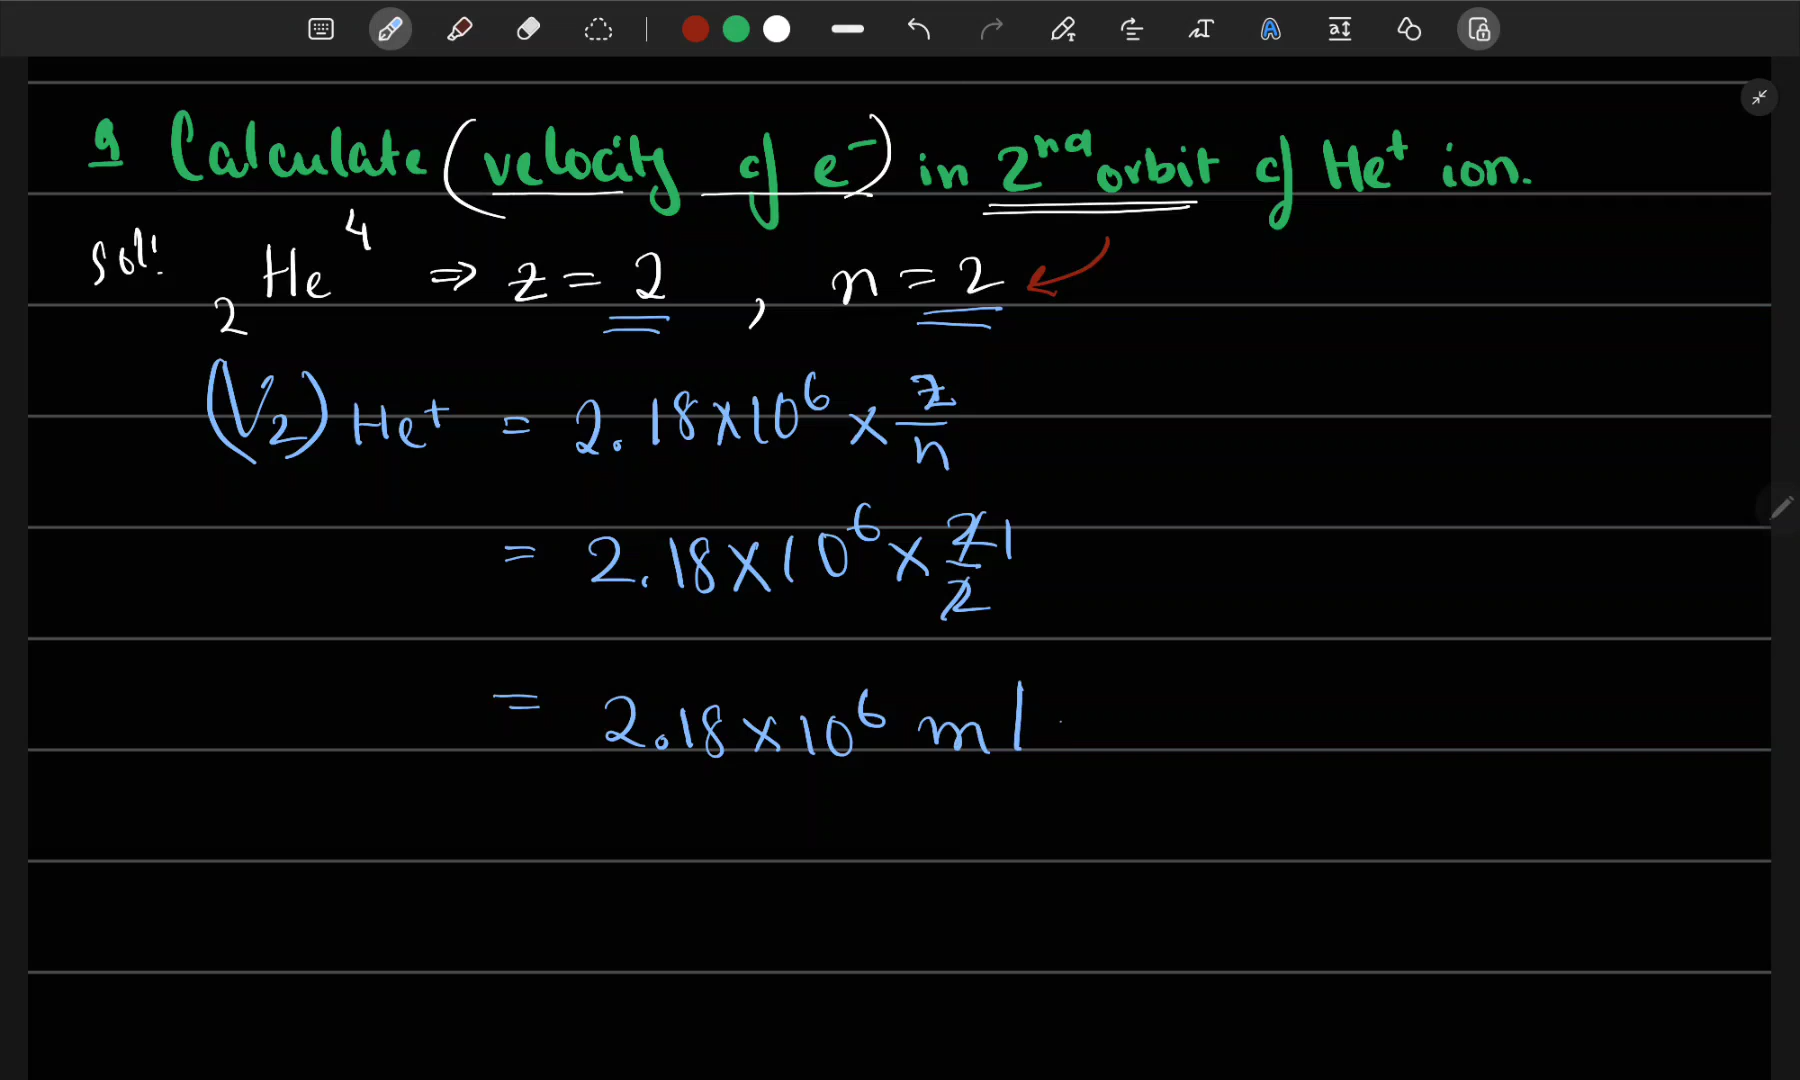 Q Calculate (velocity of e⁻) in 2nd orbit of He⁺ ion.
Sol: ₂He⁴ ⇒ z = 2 , n = 2
(V₂)He⁺ = 2.18×10⁶ × z/n
= 2.18×10⁶ × 2/2 1
= 2.18×10⁶ m/